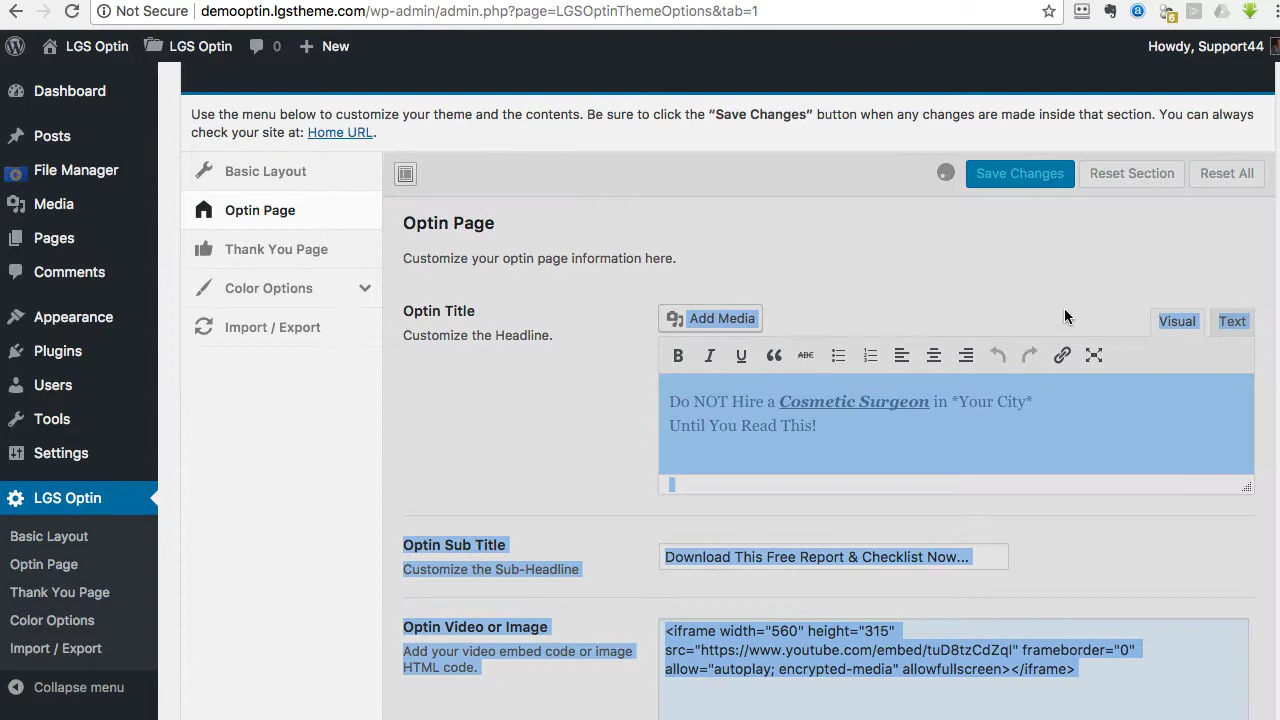 Not Secure demooptin.lgstheme.com/wp-admin/admin.php?page=LGSOptinThemeOptions&tab=1
6
LGS Optin LGS Optin 0 New Howdy, Support44
Dashboard
Posts
File Manager
Media
Pages
Comments
Appearance
Plugins
Users
Tools
Settings
LGS Optin
Basic Layout
Optin Page
Thank You Page
Color Options
Import / Export
Collapse menu
Use the menu below to customize your theme and the contents. Be sure to click the “Save Changes” button when any changes are made inside that section. You can always
check your site at: Home URL.
Basic Layout
Optin Page
Thank You Page
Color Options
Import / Export
Save Changes Reset Section Reset All
Optin Page
Customize your optin page information here.
Optin Title
Customize the Headline.
Add Media
Visual Text
B I U ABC
Do NOT Hire a Cosmetic Surgeon in *Your City*
Until You Read This!
Optin Sub Title
Customize the Sub-Headline
Download This Free Report & Checklist Now...
Optin Video or Image
Add your video embed code or image
HTML code.
<iframe width="560" height="315"
src="https://www.youtube.com/embed/tuD8tzCdZqI" frameborder="0"
allow="autoplay; encrypted-media" allowfullscreen></iframe>